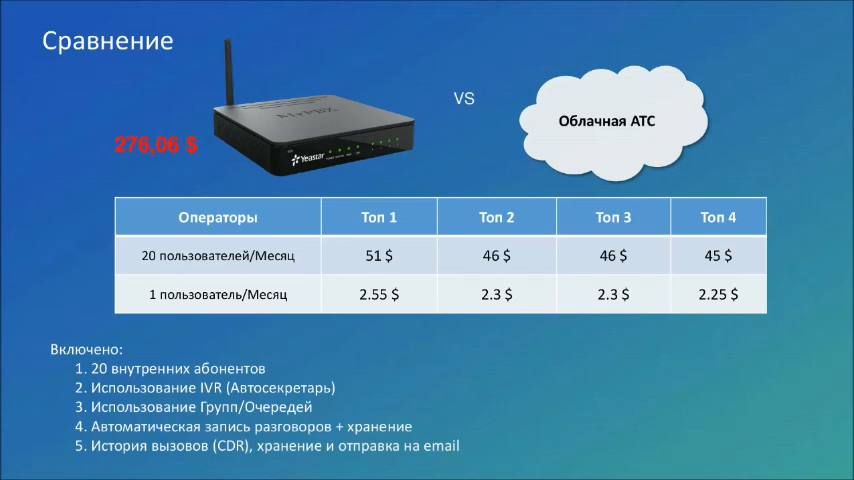 Сравнение
276,06 $
MyPBX
Yeastar
VS
Облачная АТС
Операторы Топ 1 Топ 2 Топ 3 Топ 4
20 пользователей/Месяц 51 $ 46 $ 46 $ 45 $
1 пользователь/Месяц 2.55 $ 2.3 $ 2.3 $ 2.25 $
Включено:
1. 20 внутренних абонентов
2. Использование IVR (Автосекретарь)
3. Использование Групп/Очередей
4. Автоматическая запись разговоров + хранение
5. История вызовов (CDR), хранение и отправка на email